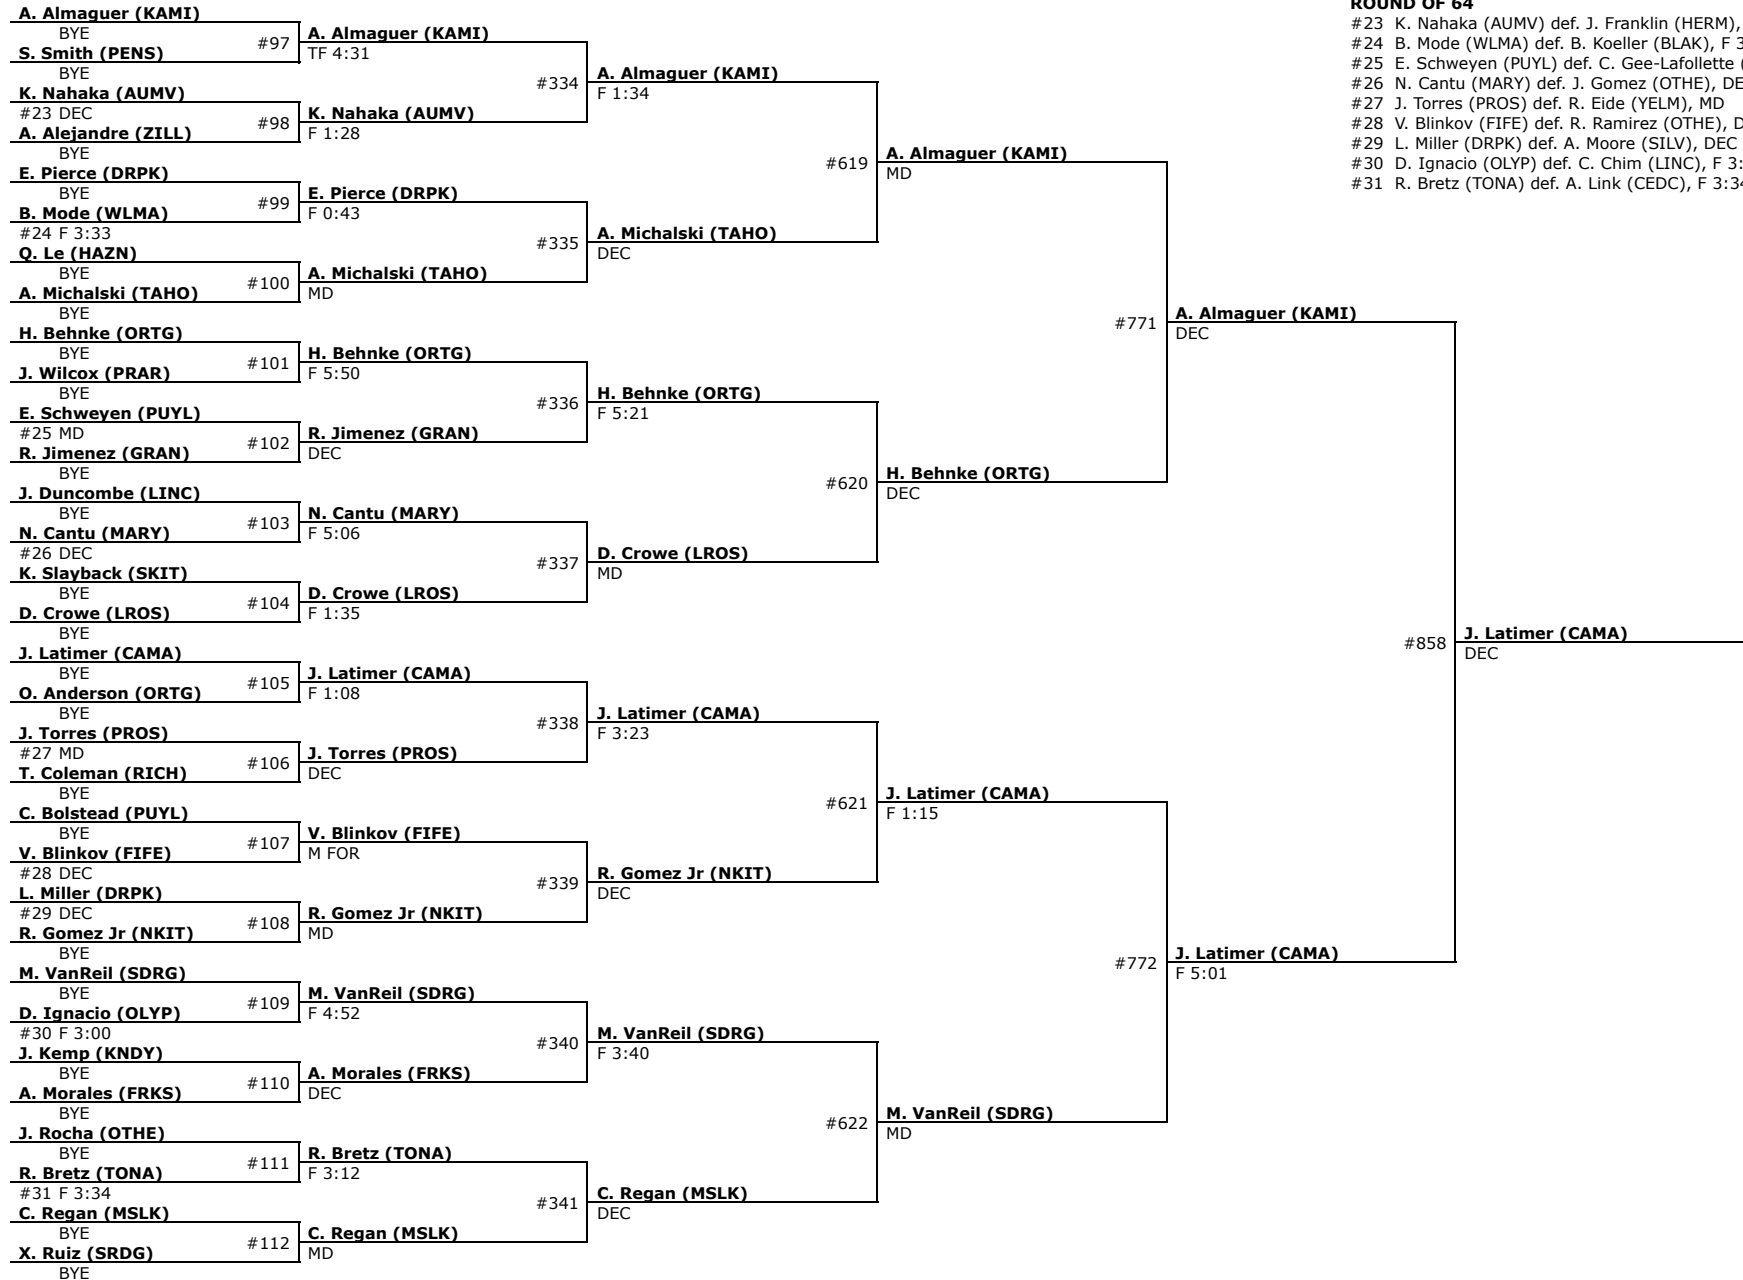 A. Almaguer (KAMI)
BYE
S. Smith (PENS)
BYE
K. Nahaka (AUMV)
#23 DEC
A. Alejandre (ZILL)
BYE
E. Pierce (DRPK)
BYE
B. Mode (WLMA)
#24 F 3:33
Q. Le (HAZN)
BYE
A. Michalski (TAHO)
BYE
H. Behnke (ORTG)
BYE
J. Wilcox (PRAR)
BYE
E. Schweyen (PUYL)
#25 MD
R. Jimenez (GRAN)
BYE
J. Duncombe (LINC)
BYE
N. Cantu (MARY)
#26 DEC
K. Slayback (SKIT)
BYE
D. Crowe (LROS)
BYE
J. Latimer (CAMA)
BYE
O. Anderson (ORTG)
BYE
J. Torres (PROS)
#27 MD
T. Coleman (RICH)
BYE
C. Bolstead (PUYL)
BYE
V. Blinkov (FIFE)
#28 DEC
L. Miller (DRPK)
#29 DEC
R. Gomez Jr (NKIT)
BYE
M. VanReil (SDRG)
BYE
D. Ignacio (OLYP)
#30 F 3:00
J. Kemp (KNDY)
BYE
A. Morales (FRKS)
BYE
J. Rocha (OTHE)
BYE
R. Bretz (TONA)
#31 F 3:34
C. Regan (MSLK)
BYE
X. Ruiz (SRDG)
BYE
#97
#98
#99
#100
#101
#102
#103
#104
#105
#106
#107
#108
#109
#110
#111
#112
A. Almaguer (KAMI)
TF 4:31
K. Nahaka (AUMV)
F 1:28
E. Pierce (DRPK)
F 0:43
A. Michalski (TAHO)
MD
H. Behnke (ORTG)
F 5:50
R. Jimenez (GRAN)
DEC
N. Cantu (MARY)
F 5:06
D. Crowe (LROS)
F 1:35
J. Latimer (CAMA)
F 1:08
J. Torres (PROS)
DEC
V. Blinkov (FIFE)
M FOR
R. Gomez Jr (NKIT)
MD
M. VanReil (SDRG)
F 4:52
A. Morales (FRKS)
DEC
R. Bretz (TONA)
F 3:12
C. Regan (MSLK)
MD
#334
#335
#336
#337
#338
#339
#340
#341
A. Almaguer (KAMI)
F 1:34
A. Michalski (TAHO)
DEC
H. Behnke (ORTG)
F 5:21
D. Crowe (LROS)
MD
J. Latimer (CAMA)
F 3:23
R. Gomez Jr (NKIT)
DEC
M. VanReil (SDRG)
F 3:40
C. Regan (MSLK)
DEC
#619
#620
#621
#622
A. Almaguer (KAMI)
MD
H. Behnke (ORTG)
DEC
J. Latimer (CAMA)
F 1:15
M. VanReil (SDRG)
MD
#771
#772
A. Almaguer (KAMI)
DEC
J. Latimer (CAMA)
F 5:01
#858
J. Latimer (CAMA)
DEC
ROUND OF 64
#23 K. Nahaka (AUMV) def. J. Franklin (HERM),
#24 B. Mode (WLMA) def. B. Koeller (BLAK), F 3
#25 E. Schweyen (PUYL) def. C. Gee-Lafollette (
#26 N. Cantu (MARY) def. J. Gomez (OTHE), DE
#27 J. Torres (PROS) def. R. Eide (YELM), MD
#28 V. Blinkov (FIFE) def. R. Ramirez (OTHE), D
#29 L. Miller (DRPK) def. A. Moore (SILV), DEC
#30 D. Ignacio (OLYP) def. C. Chim (LINC), F 3:
#31 R. Bretz (TONA) def. A. Link (CEDC), F 3:34